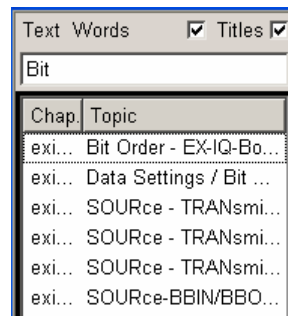 Text Words Titles
Bit
Chap. Topic
exi... Bit Order - EX-IQ-Bo...
exi... Data Settings / Bit ...
exi... SOURce - TRANsmi...
exi... SOURce - TRANsmi...
exi... SOURce - TRANsmi...
exi... SOURce-BBIN/BBO...